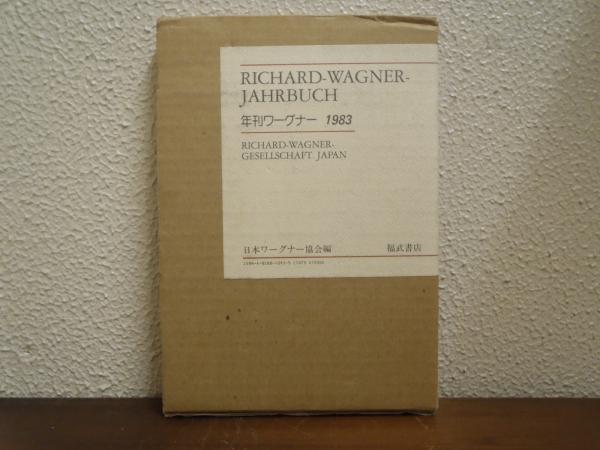 RICHARD-WAGNER-
JAHRBUCH
年刊ワーグナー 1983
RICHARD-WAGNER-
GESELLSCHAFT JAPAN
日本ワーグナー協会編 福武書店